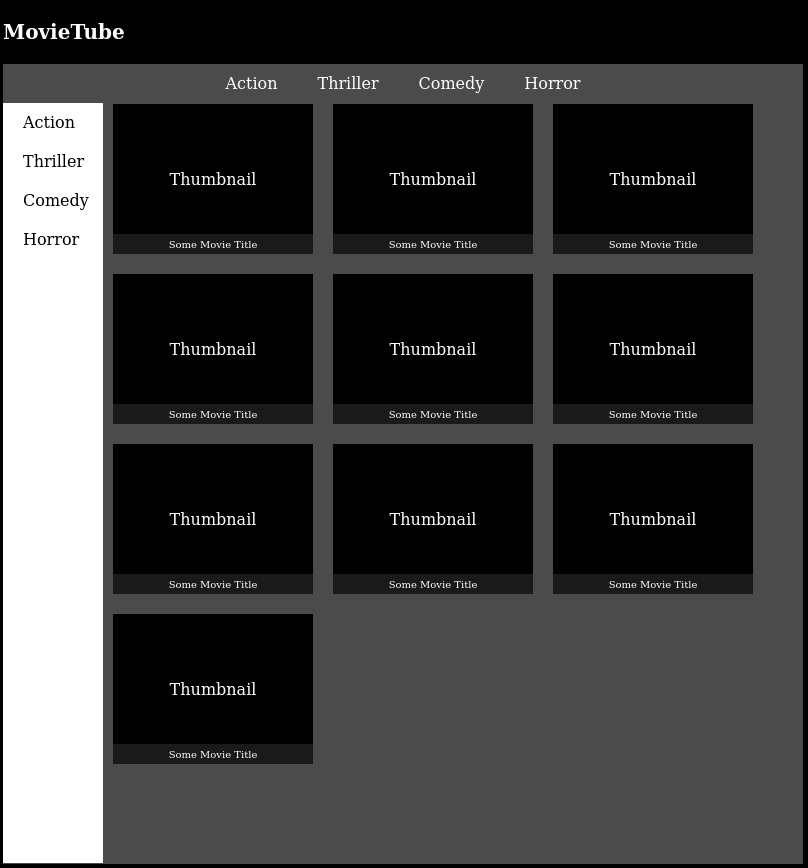 MovieTube
Action Thriller Comedy Horror
Action
Thriller
Comedy
Horror
Thumbnail Thumbnail Thumbnail
Some Movie Title Some Movie Title Some Movie Title
Thumbnail Thumbnail Thumbnail
Some Movie Title Some Movie Title Some Movie Title
Thumbnail Thumbnail Thumbnail
Some Movie Title Some Movie Title Some Movie Title
Thumbnail
Some Movie Title